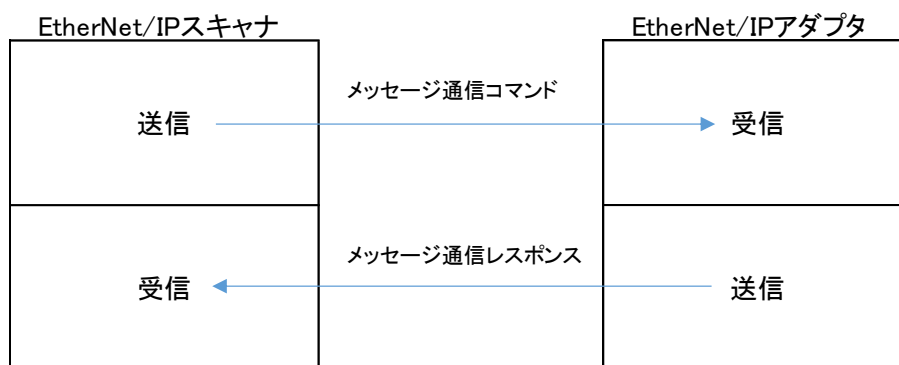 EtherNet/IPスキャナ
EtherNet/IPアダプタ
メッセージ通信コマンド
送信
受信
メッセージ通信レスポンス
受信
送信